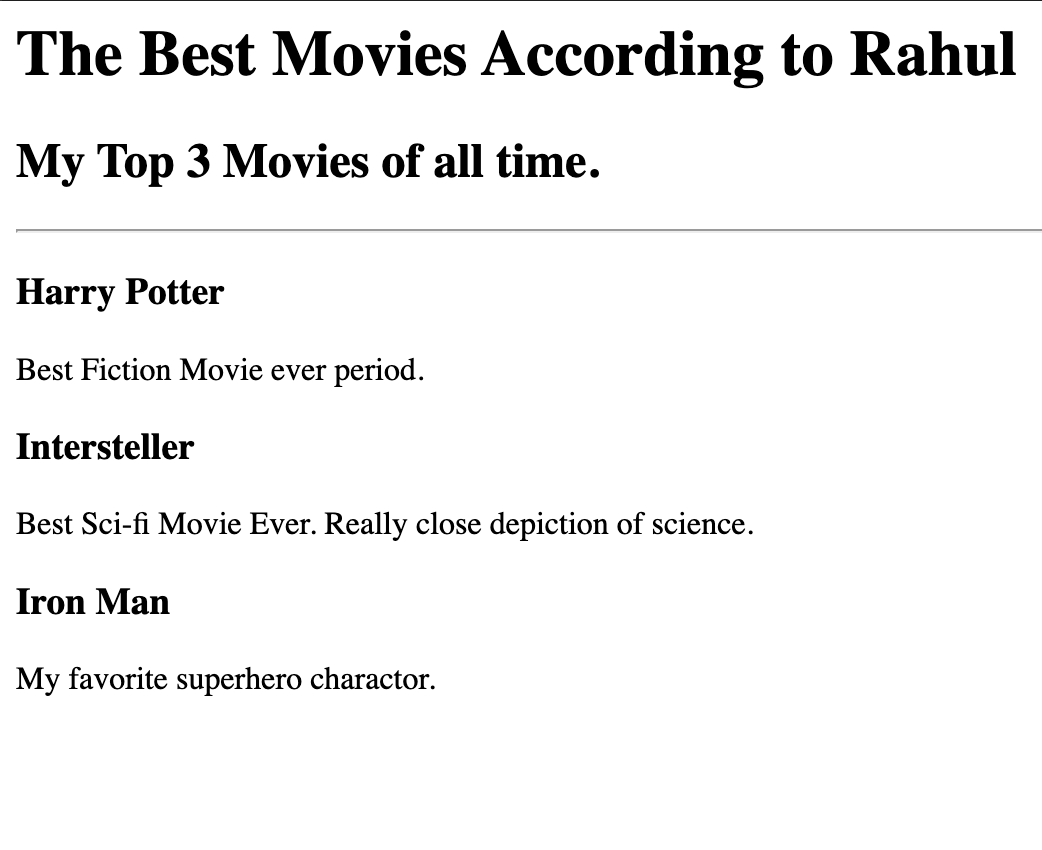 The Best Movies According to Rahul
My Top 3 Movies of all time.
Harry Potter
Best Fiction Movie ever period.
Intersteller
Best Sci-fi Movie Ever. Really close depiction of science.
Iron Man
My favorite superhero charactor.